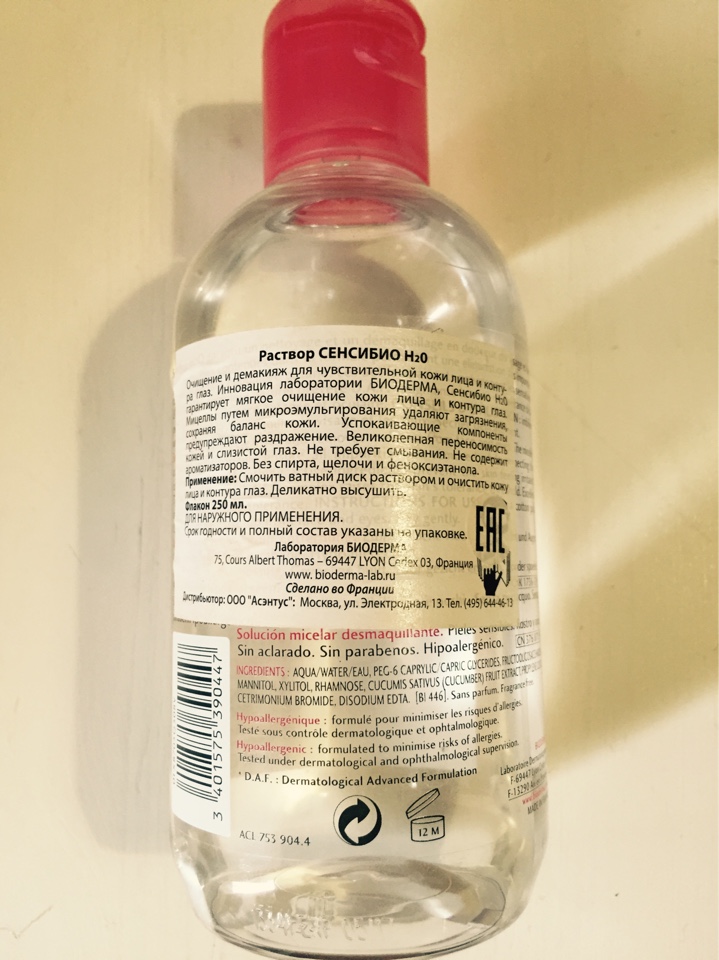 Раствор СЕНСИБИО H₂0
Очищение и демакияж для чувствительной кожи лица и конту-
ра глаз. Инновация лаборатории БИОДЕРМА, Сенсибио H₂O
гарантирует мягкое очищение кожи лица и контура глаз.
Мицеллы путем микроэмульгирования удаляют загрязнения,
сохраняя баланс кожи. Успокаивающие компоненты
предупреждают раздражение. Великолепная переносимость
кожей и слизистой глаз. Не требует смывания. Не содержит
ароматизаторов. Без спирта, щелочи и феноксиэтанола.
Применение: Смочить ватный диск раствором и очистить кожу
лица и контура глаз. Деликатно высушить.
Флакон 250 мл.
ДЛЯ НАРУЖНОГО ПРИМЕНЕНИЯ.
Срок годности и полный состав указаны на упаковке.
EAC
Лаборатория БИОДЕРМА
75, Cours Albert Thomas – 69447 LYON Cedex 03, Франция
www. bioderma-lab.ru
Сделано во Франции
Дистрибьютор: ООО "Асэнтус": Москва, ул. Электродная, 13. Тел. (495) 644-46-13
Solución micelar desmaquillante. Pieles sensibles.
Sin aclarado. Sin parabenos. Hipoallergénico.
INGREDIENTS : AQUA/WATER/EAU, PEG-6 CAPRYLIC/CAPRIC GLYCERIDES,
MANNITOL, XYLITOL, RHAMNOSE, CUCUMIS SATIVUS (CUCUMBER) FRUIT EXTRACT,
CETRIMONIUM BROMIDE, DISODIUM EDTA. [BI 446]. Sans parfum. Fragrance free
Hypoallergénique : formulé pour minimiser les risques d'allergies.
Testé sous contrôle dermatologique et ophtalmologique.
Hypoallergenic : formulated to minimise risks of allergies.
Tested under dermatological and ophthalmological supervision.
* D.A.F. : Dermatological Advanced Formulation
3 401575 390447
ACL 753 904.4
12 M